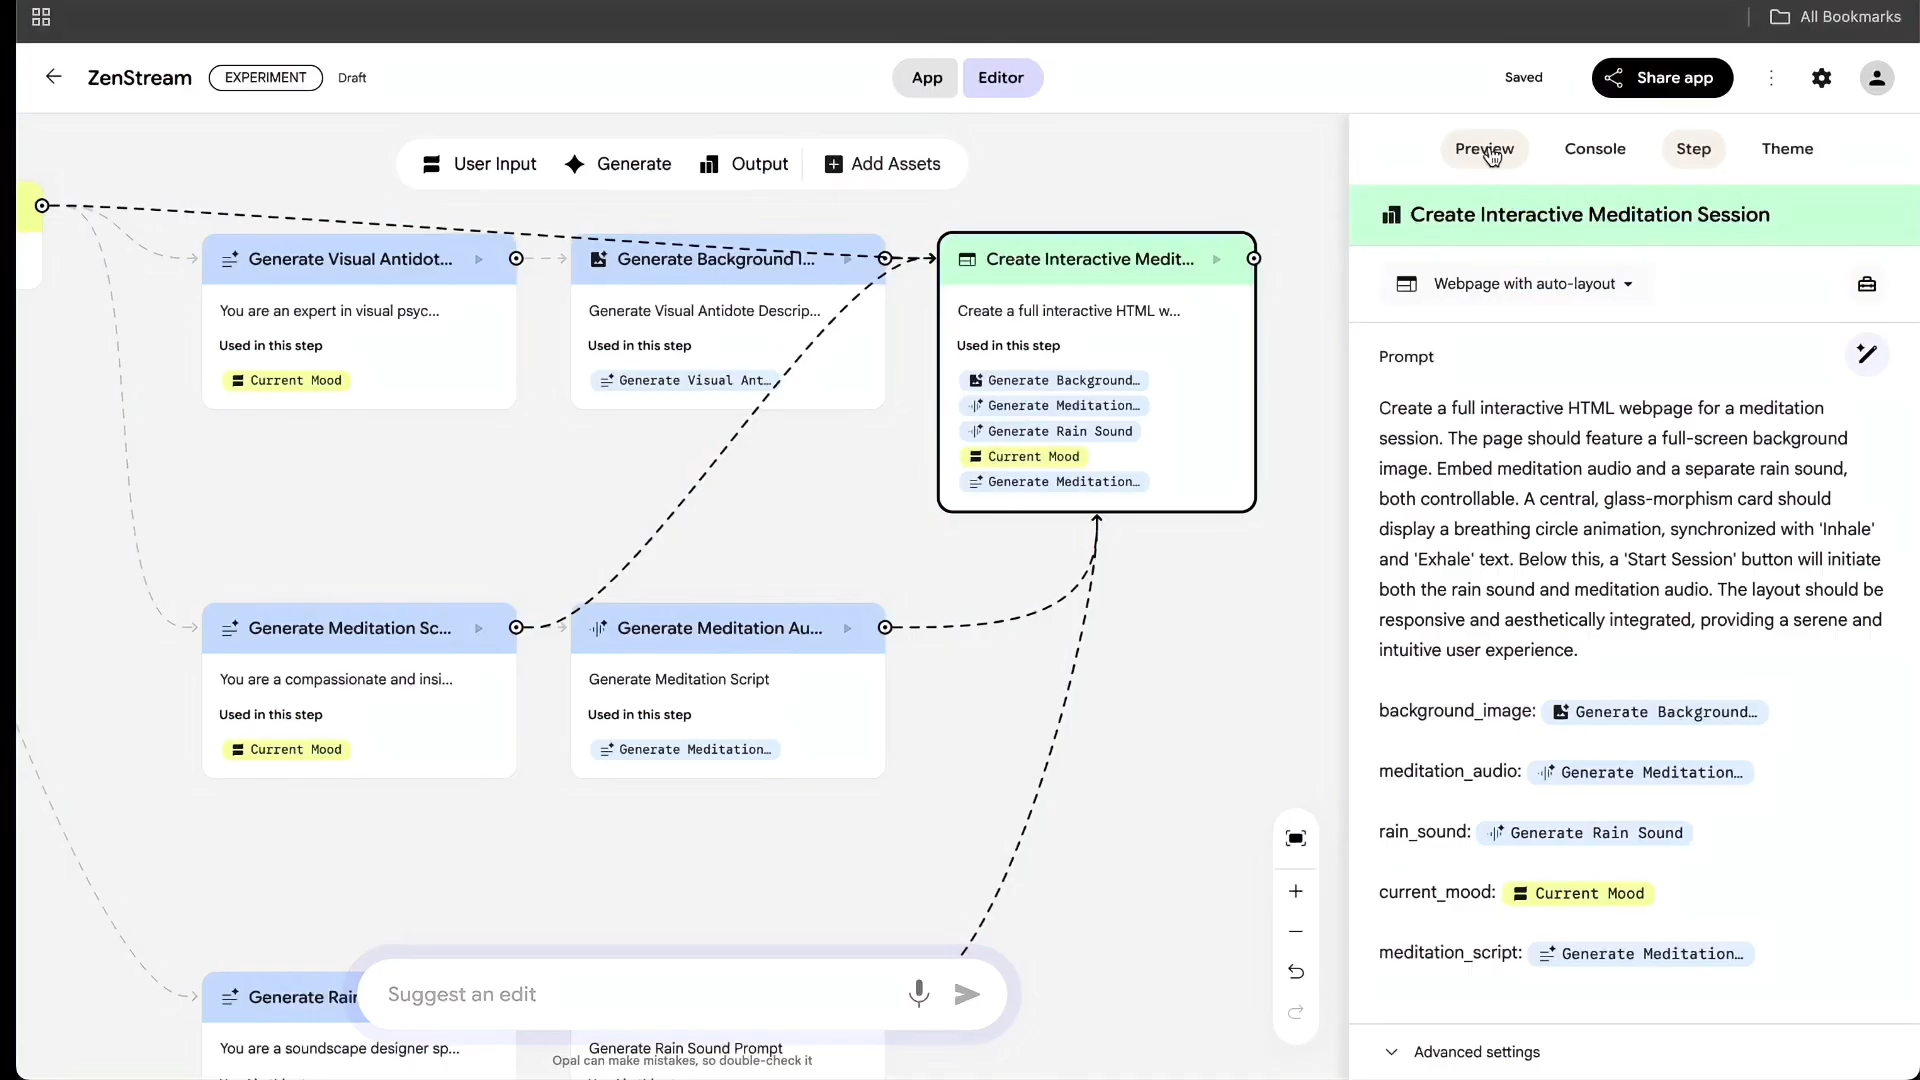 All Bookmarks
ZenStream
EXPERIMENT
Draft
App
Editor
Saved
Share app
User Input
Generate
Output
Add Assets
Preview
Console
Step
Theme
Create Interactive Meditation Session
Webpage with auto-layout
Prompt
Create a full interactive HTML webpage for a meditation
session. The page should feature a full-screen background
image. Embed meditation audio and a separate rain sound,
both controllable. A central, glass-morphism card should
display a breathing circle animation, synchronized with 'Inhale'
and 'Exhale' text. Below this, a 'Start Session' button will initiate
both the rain sound and meditation audio. The layout should be
responsive and aesthetically integrated, providing a serene and
intuitive user experience.
background_image: Generate Background…
meditation_audio: Generate Meditation…
rain_sound: Generate Rain Sound
current_mood: Current Mood
meditation_script: Generate Meditation…
Advanced settings
Generate Visual Antidot...
You are an expert in visual psyc...
Used in this step
Current Mood
Generate Background I...
Generate Visual Antidote Descrip...
Used in this step
Generate Visual Ant…
Create Interactive Medit...
Create a full interactive HTML w...
Used in this step
Generate Background…
Generate Meditation…
Generate Rain Sound
Current Mood
Generate Meditation…
Generate Meditation Sc...
You are a compassionate and insi...
Used in this step
Current Mood
Generate Meditation Au...
Generate Meditation Script
Used in this step
Generate Meditation…
Generate Rain
You are a soundscape designer sp...
Suggest an edit
Generate Rain Sound Prompt
Opal can make mistakes, so double-check it